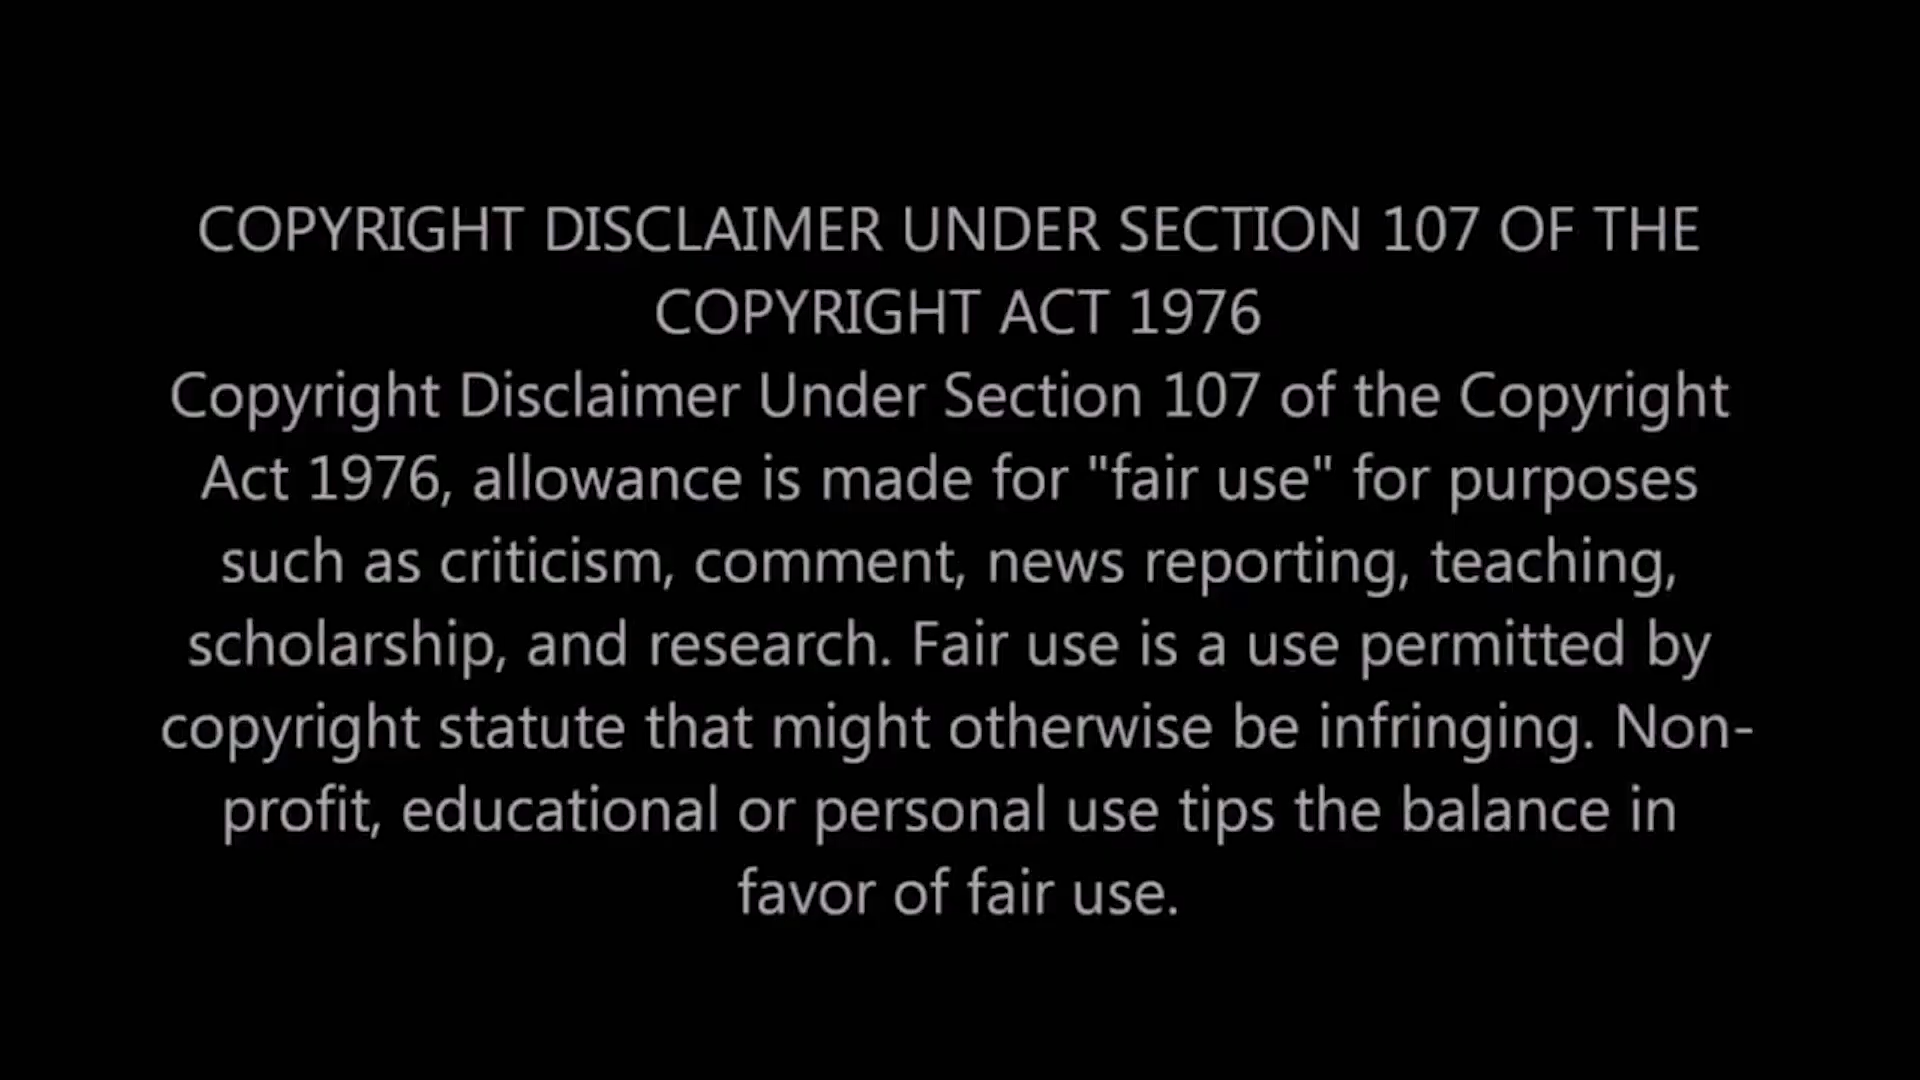 COPYRIGHT DISCLAIMER UNDER SECTION 107 OF THE
COPYRIGHT ACT 1976
Copyright Disclaimer Under Section 107 of the Copyright
Act 1976, allowance is made for "fair use" for purposes
such as criticism, comment, news reporting, teaching,
scholarship, and research. Fair use is a use permitted by
copyright statute that might otherwise be infringing. Non-
profit, educational or personal use tips the balance in
favor of fair use.